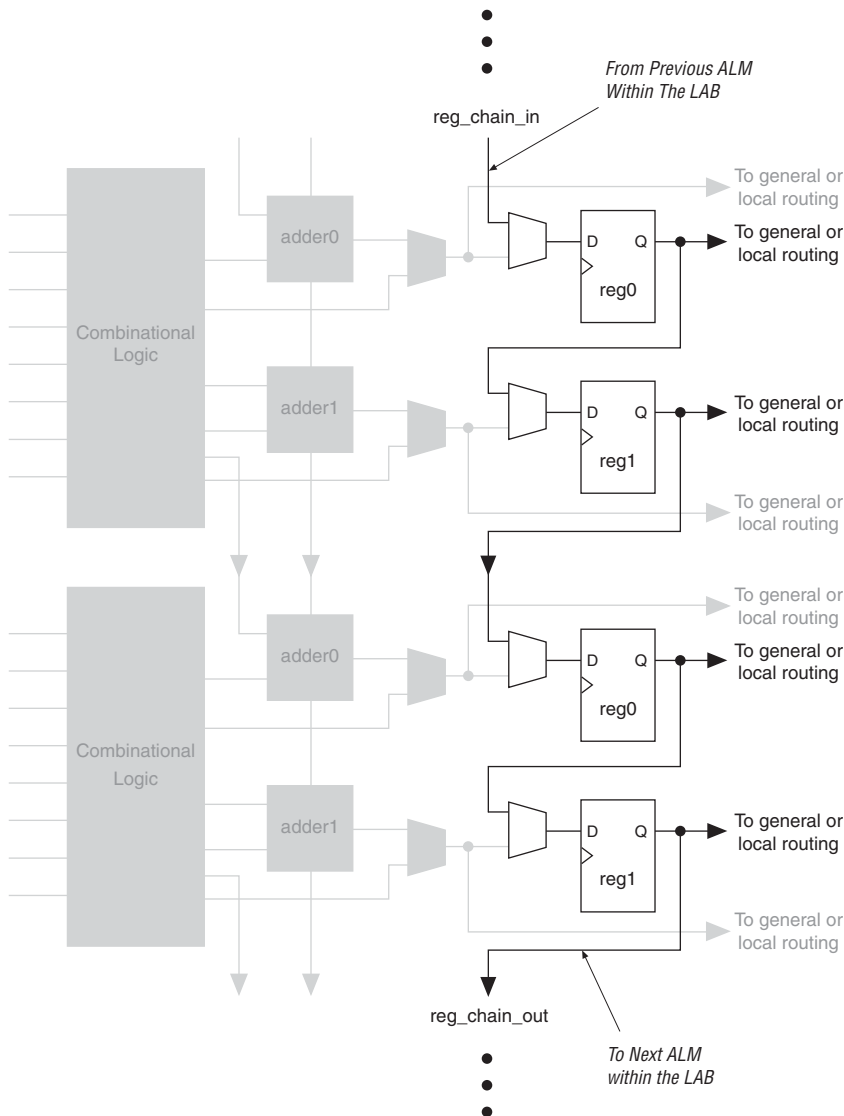 From Previous ALM
Within The LAB
reg_chain_in
To general or
local routing
adder0
D Q
reg0
To general or
local routing
Combinational
Logic
adder1
D Q
reg1
To general or
local routing
To general or
local routing
To general or
local routing
adder0
D Q
reg0
To general or
local routing
Combinational
Logic
adder1
D Q
reg1
To general or
local routing
To general or
local routing
reg_chain_out
To Next ALM
within the LAB